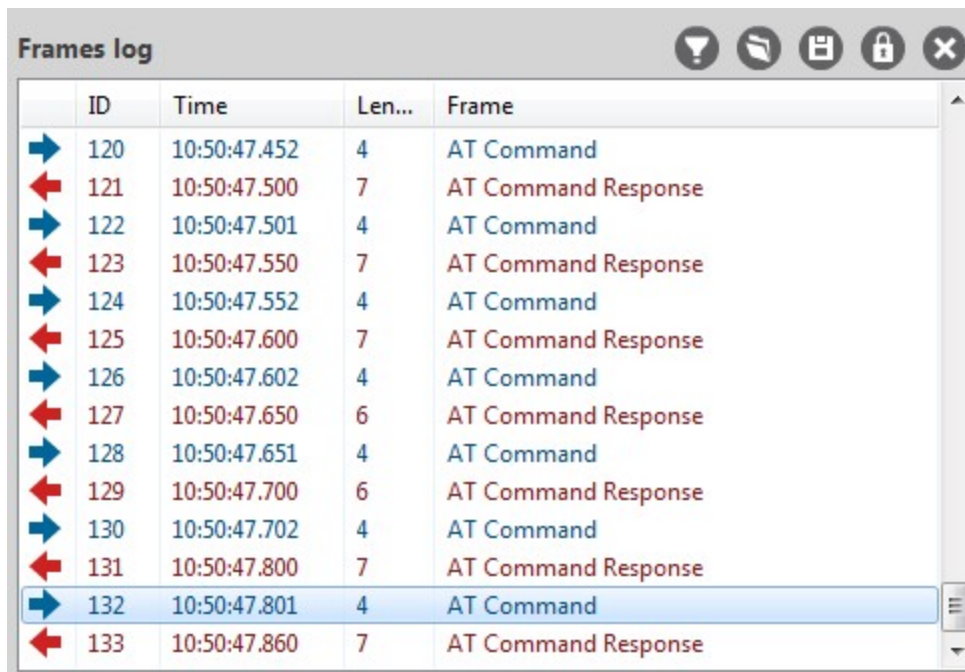 Frames log
ID Time Len... Frame
120 10:50:47.452 4 AT Command
121 10:50:47.500 7 AT Command Response
122 10:50:47.501 4 AT Command
123 10:50:47.550 7 AT Command Response
124 10:50:47.552 4 AT Command
125 10:50:47.600 7 AT Command Response
126 10:50:47.602 4 AT Command
127 10:50:47.650 6 AT Command Response
128 10:50:47.651 4 AT Command
129 10:50:47.700 6 AT Command Response
130 10:50:47.702 4 AT Command
131 10:50:47.800 7 AT Command Response
132 10:50:47.801 4 AT Command
133 10:50:47.860 7 AT Command Response